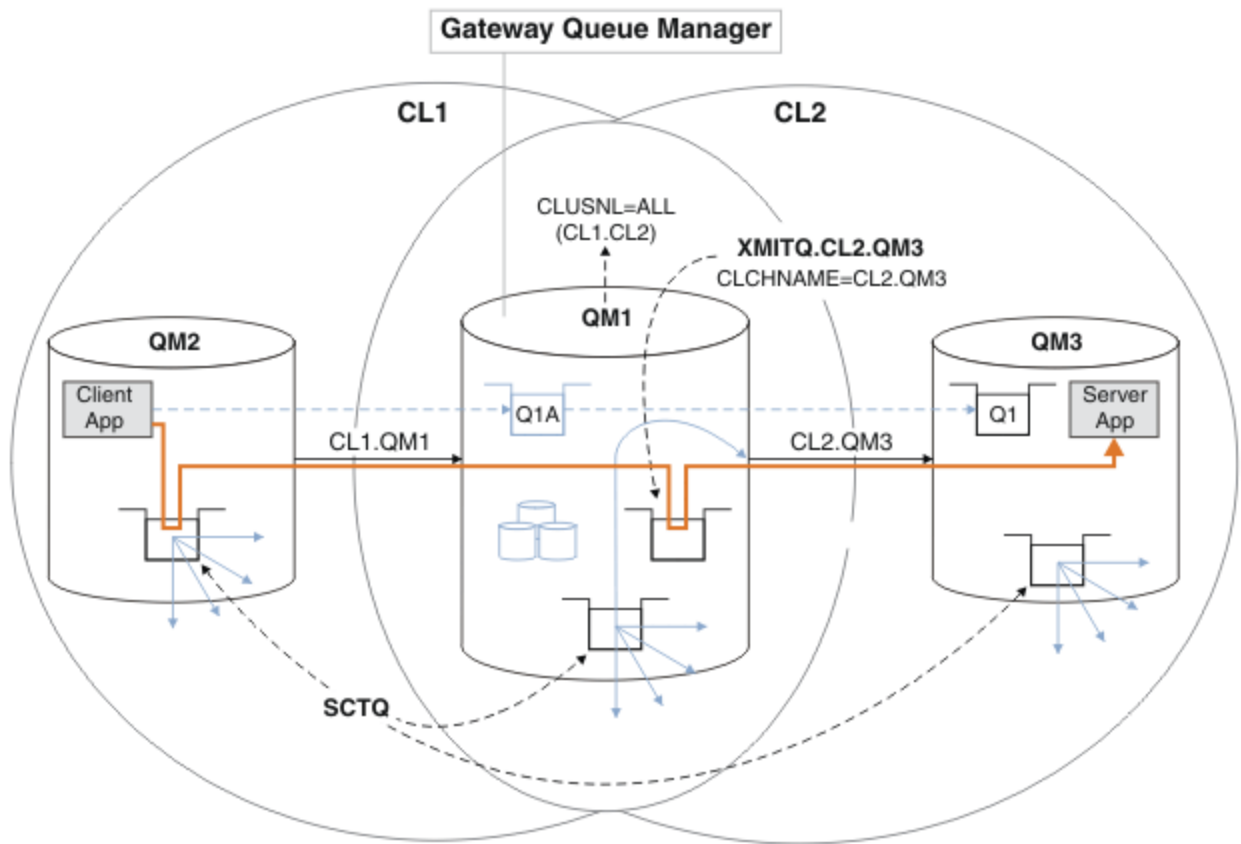 Gateway Queue Manager
CL1
CL2
CLUSNL=ALL
(CL1.CL2)
XMITQ.CL2.QM3
CLCHNAME=CL2.QM3
QM1
QM2
QM3
Client
App
Q1A
Q1
Server
App
CL1.QM1
CL2.QM3
SCTQ